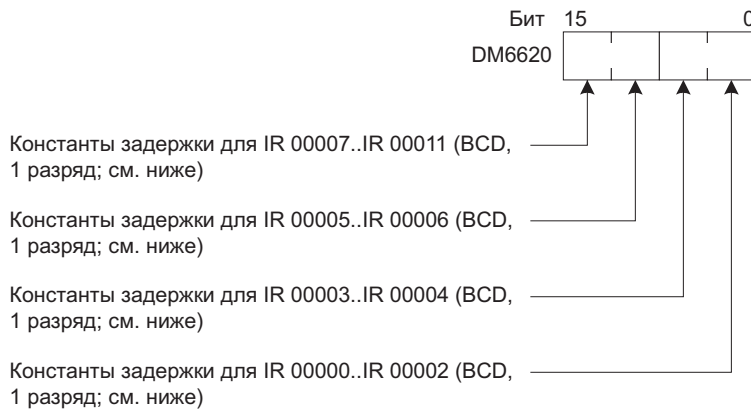 Бит 15 0
DM6620
Константы задержки для IR 00007..IR 00011 (BCD,
1 разряд; см. ниже)
Константы задержки для IR 00005..IR 00006 (BCD,
1 разряд; см. ниже)
Константы задержки для IR 00003..IR 00004 (BCD,
1 разряд; см. ниже)
Константы задержки для IR 00000..IR 00002 (BCD,
1 разряд; см. ниже)